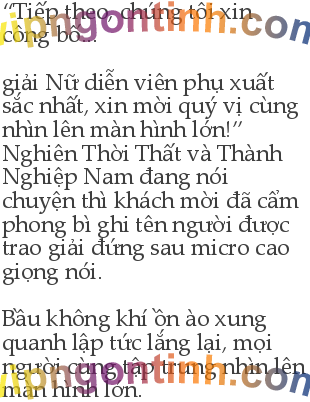 “Tiếp theo, chúng tôi xin
công bố...
giải Nữ diễn viên phụ xuất
sắc nhất, xin mời quý vị cùng
nhìn lên màn hình lớn!”
Nghiên Thời Thất và Thành
Nghiệp Nam đang nói
chuyện thì khách mời đã cầm
phong bì ghi tên người được
trao giải đứng sau micro cao
giọng nói.
Bầu không khí ồn ào xung
quanh lập tức lắng lại, mọi
người cùng tập trung nhìn lên
màn hình lớn.
vipngontinh.com
vipngontinh.com